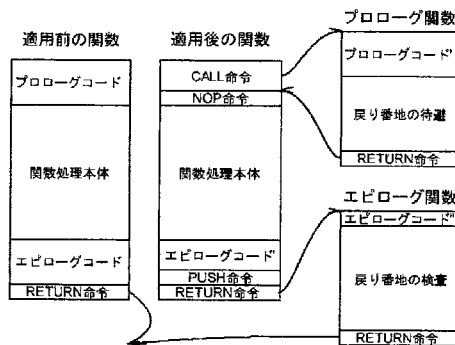 適用前の関数
プロローグコード
関数処理本体
エピローグコード
RETURN命令
適用後の関数
CALL命令
NOP命令
関数処理本体
エピローグコード'
PUSH命令
RETURN命令
プロローグ関数
プロローグコード'
戻り番地の待避
RETURN命令
エピローグ関数
エピローグコード"
戻り番地の検査
RETURN命令